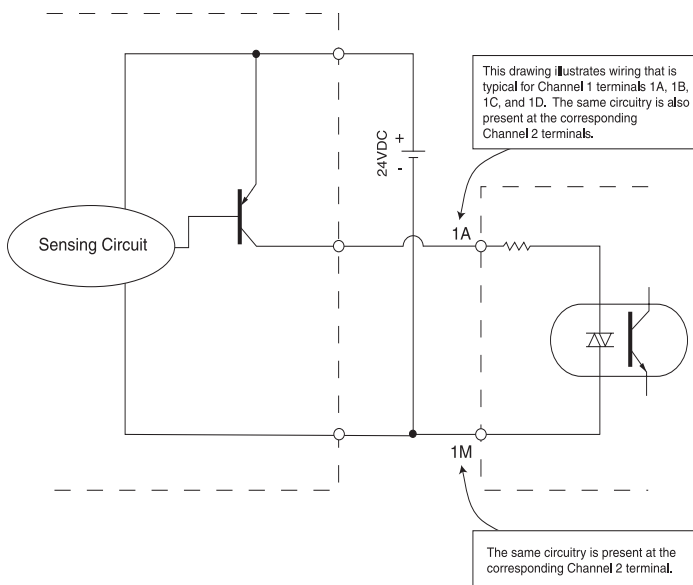 This drawing illustrates wiring that is
typical for Channel 1 terminals 1A, 1B,
1C, and 1D. The same circuitry is also
present at the corresponding
Channel 2 terminals.
24VDC
+
-
Sensing Circuit
1A
1M
The same circuitry is present at the
corresponding Channel 2 terminal.